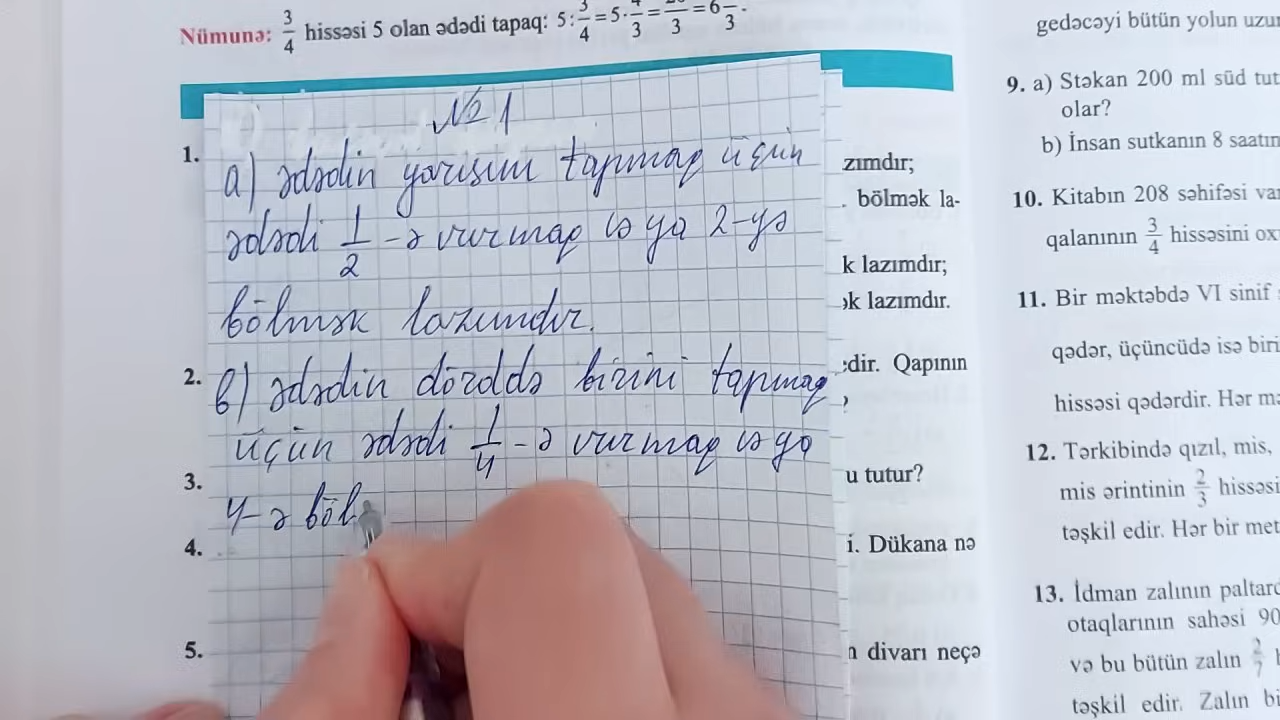 Nümunə: 3/4 hissəsi 5 olan ədədi tapaq: 5:3/4=5·4/3=20/3=6
№ 1
1.
a) ədədin yarısını tapmaq üçün
ədədi 1/2 -ə vurmaq və ya 2-yə
bölmək lazımdır.
2.
b) ədədin dörddə birini tapmaq
üçün ədədi 1/4 -ə vurmaq və ya
3.
4-ə böl
4.
5.
zımdır;
. bölmək la-
k lazımdır;
k lazımdır.
dir. Qapının
?
u tutur?
i. Dükana nə
n divarı neçə
gedəcəyi bütün yolun uzu
9. a) Stəkan 200 ml süd tut
olar?
b) İnsan sutkanın 8 saatın
10. Kitabın 208 səhifəsi va
qalanının 3/4 hissəsini ox
11. Bir məktəbdə VI sinif
qədər, üçüncüdə isə biri
hissəsi qədərdir. Hər mə
12. Tərkibində qızıl, mis,
mis ərintinin 2/3 hissəsi
təşkil edir. Hər bir met
13. İdman zalının paltarc
otaqlarının sahəsi 90
və bu bütün zalın 2/7 h
təşkil edir. Zalın bi